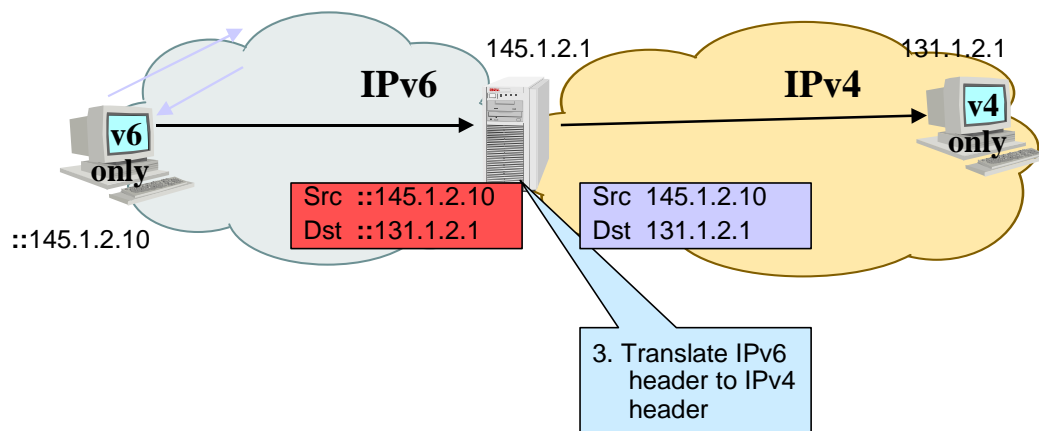 145.1.2.1
131.1.2.1
IPv6
IPv4
v6
only
v4
only
Src ::145.1.2.10
Dst ::131.1.2.1
Src 145.1.2.10
Dst 131.1.2.1
::145.1.2.10
3. Translate IPv6
header to IPv4
header